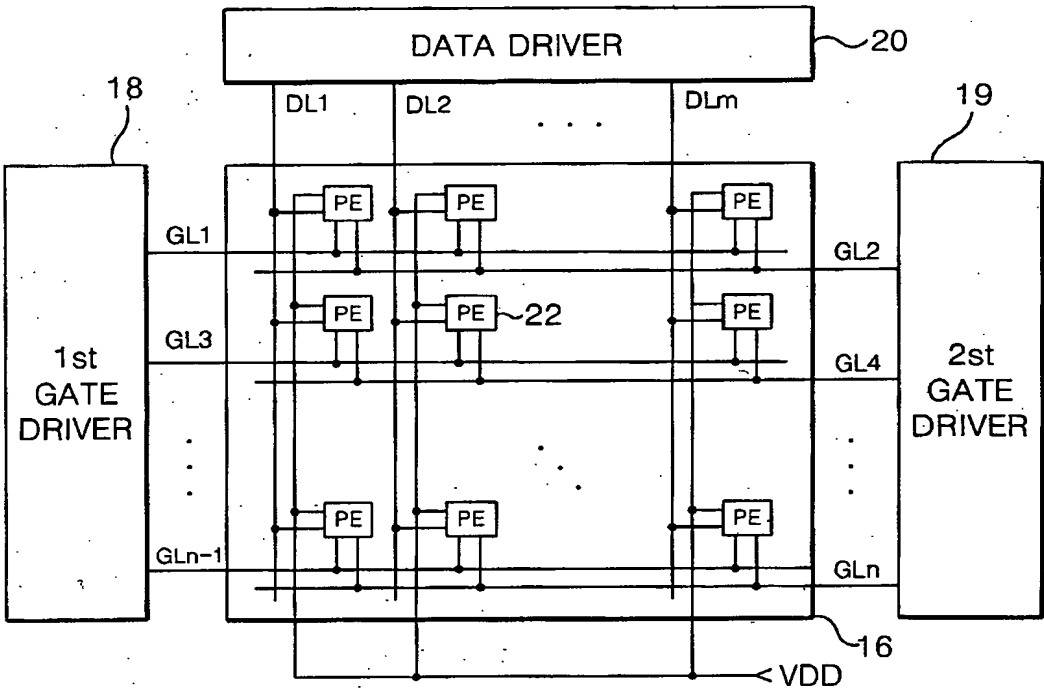 DATA DRIVER
20
18
DL1 DL2 DLm
19
. . .
PE PE PE
GL1
GL2
PE PE 22 PE
GL3
GL4
1st
GATE
DRIVER
2st
GATE
DRIVER
PE PE PE
GLn-1
GLn
16
VDD